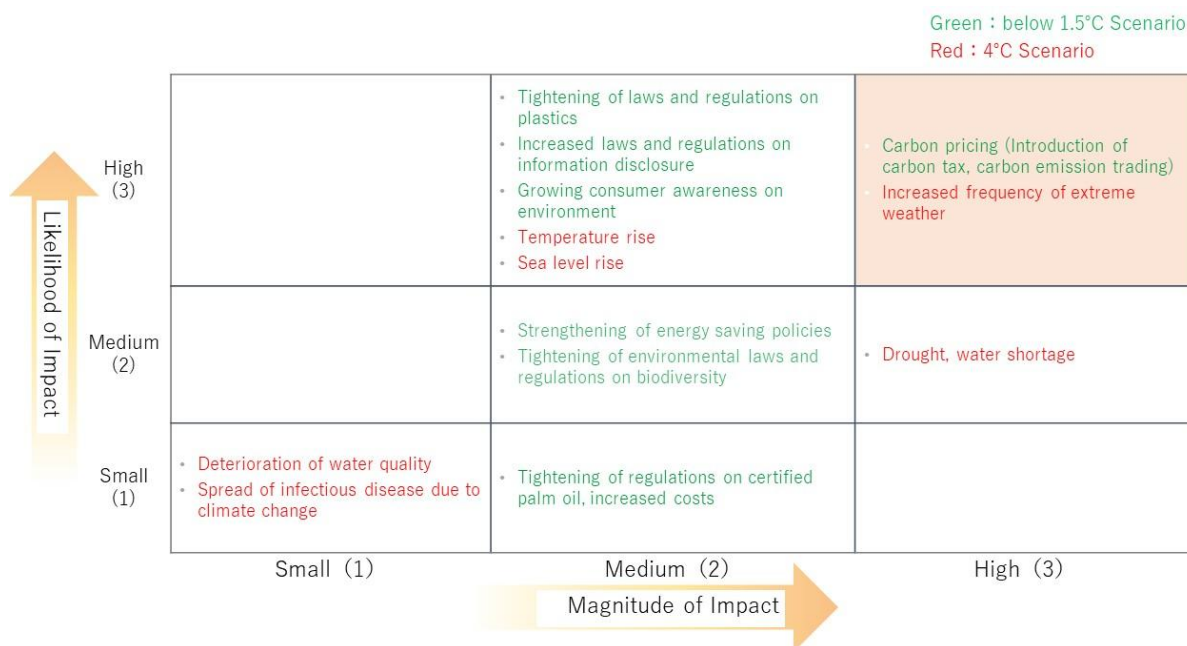 Green：below 1.5°C Scenario
Red：4°C Scenario
Likelihood of Impact
High
(3)
• Tightening of laws and regulations on
plastics
• Increased laws and regulations on
information disclosure
• Growing consumer awareness on
environment
• Temperature rise
• Sea level rise
• Carbon pricing (Introduction of
carbon tax, carbon emission trading)
• Increased frequency of extreme
weather
Medium
(2)
• Strengthening of energy saving policies
• Tightening of environmental laws and
regulations on biodiversity
• Drought, water shortage
Small
(1)
• Deterioration of water quality
• Spread of infectious disease due to
climate change
• Tightening of regulations on certified
palm oil, increased costs
Small (1)
Medium (2)
High (3)
Magnitude of Impact